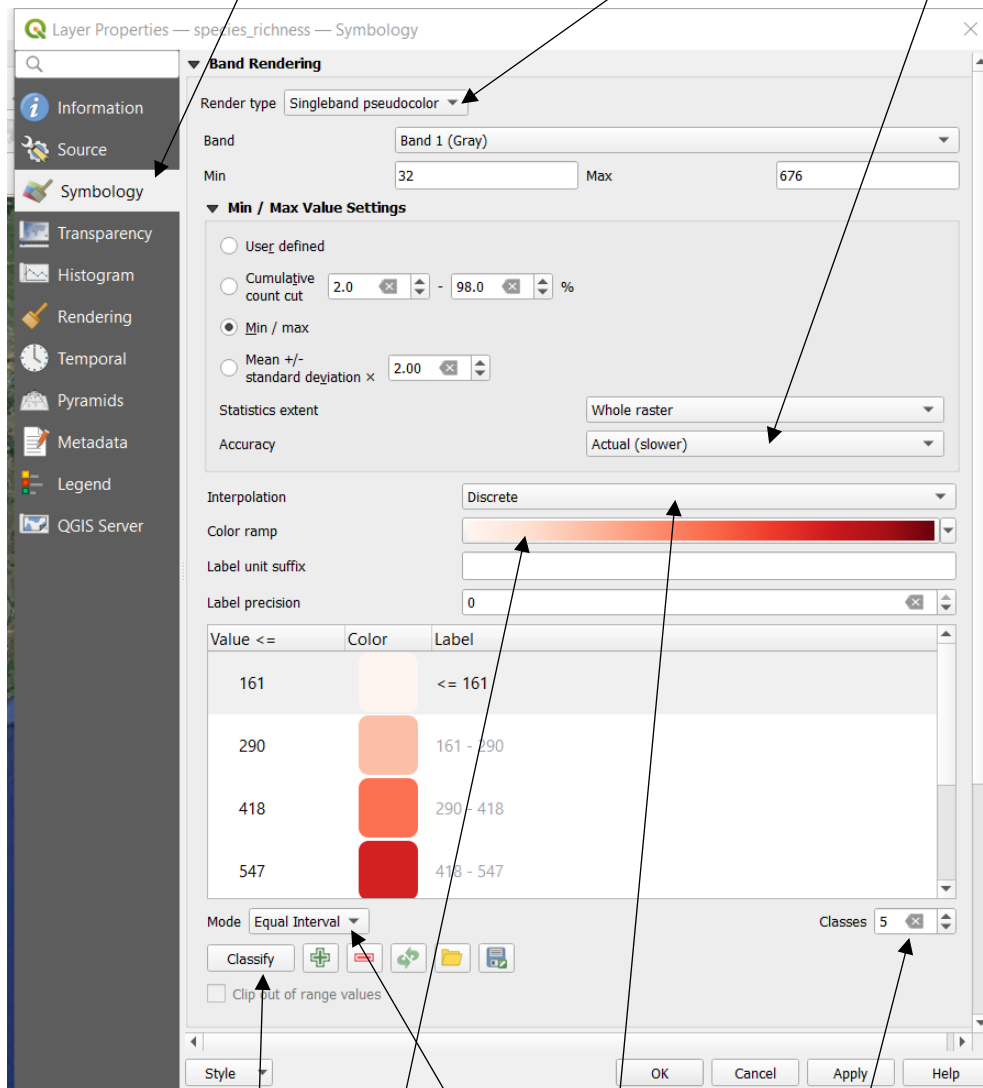 Layer Properties — species_richness — Symbology
Information
Source
Symbology
Transparency
Histogram
Rendering
Temporal
Pyramids
Metadata
Legend
QGIS Server
Band Rendering
Render type Singleband pseudocolor
Band Band 1 (Gray)
Min 32 Max 676
Min / Max Value Settings
User defined
Cumulative
count cut 2.0 - 98.0 %
Min / max
Mean +/-
standard deviation × 2.00
Statistics extent Whole raster
Accuracy Actual (slower)
Interpolation Discrete
Color ramp
Label unit suffix
Label precision 0
Value <= Color Label
161 <= 161
290 161 - 290
418 290 - 418
547 418 - 547
Mode Equal Interval Classes 5
Classify
Clip out of range values
Style OK Cancel Apply Help